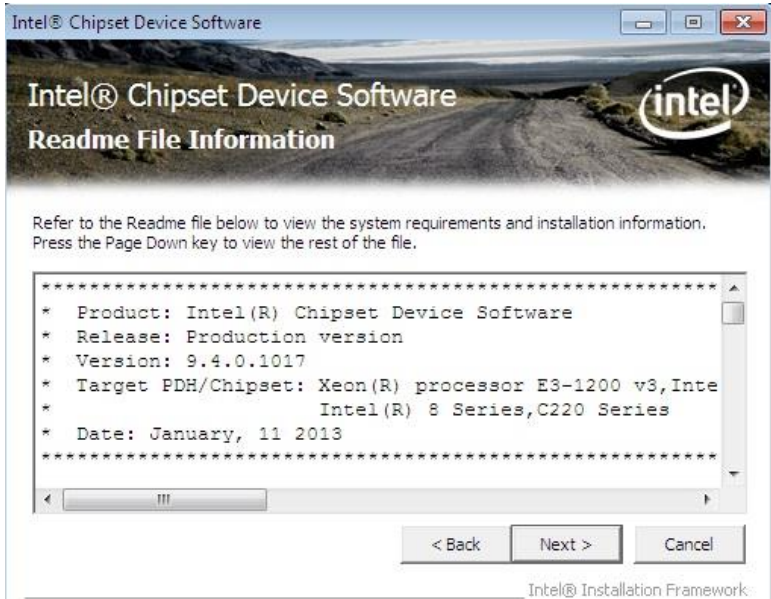 Intel® Chipset Device Software
Intel® Chipset Device Software
intel
Readme File Information
Refer to the Readme file below to view the system requirements and installation information.
Press the Page Down key to view the rest of the file.
*********************************************************
* Product: Intel(R) Chipset Device Software
* Release: Production version
* Version: 9.4.0.1017
* Target PDH/Chipset: Xeon(R) processor E3-1200 v3,Inte
* Intel(R) 8 Series,C220 Series
* Date: January, 11 2013
*********************************************************
< Back Next > Cancel
Intel® Installation Framework